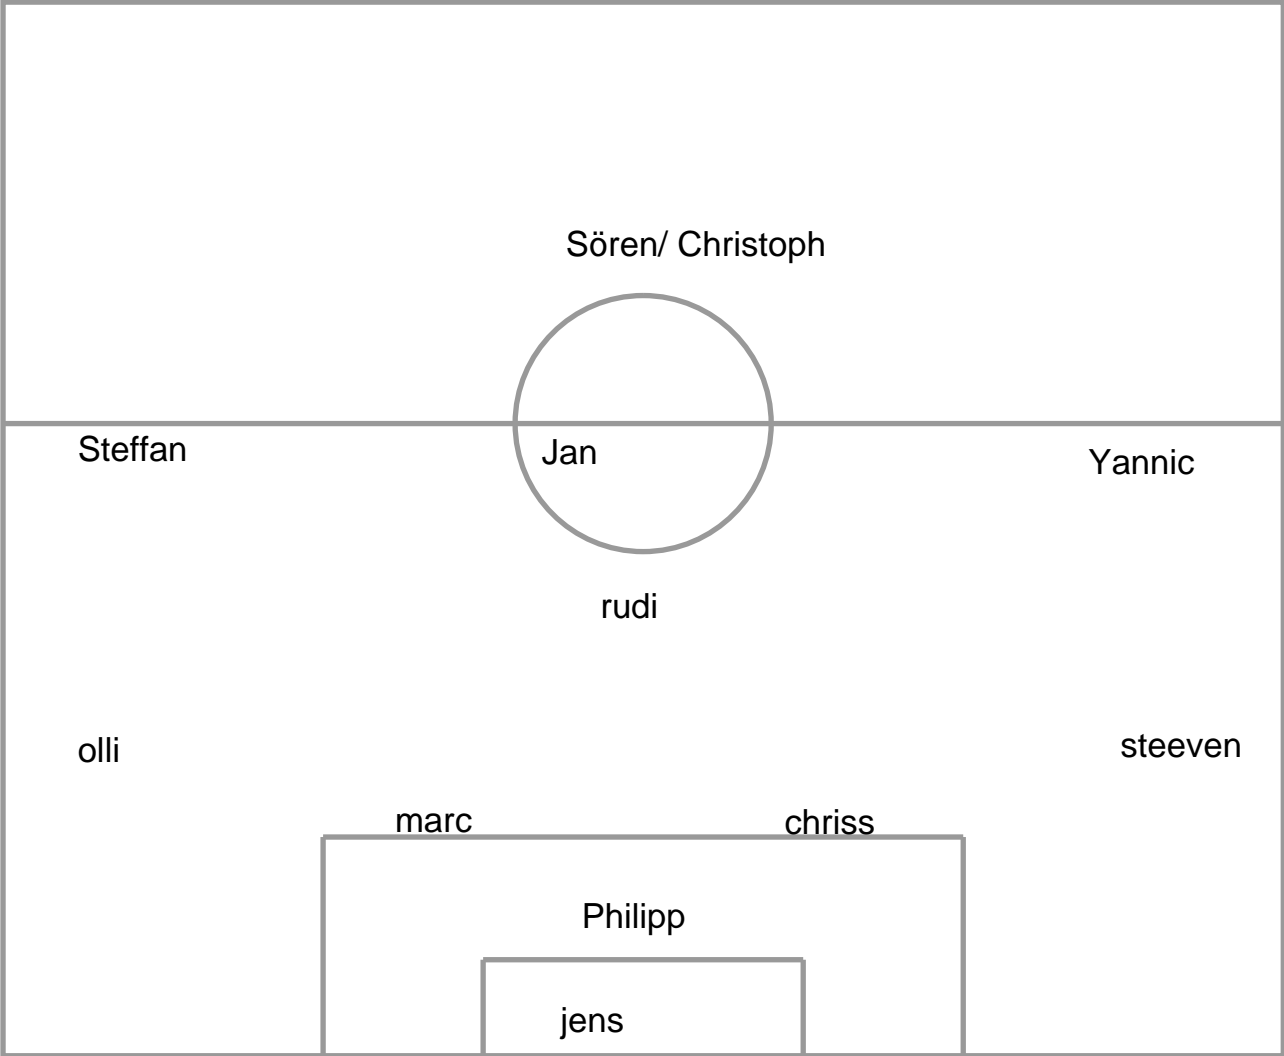 Sören/ Christoph
Steffan
Jan
Yannic
rudi
olli
steeven
marc
chriss
Philipp
jens